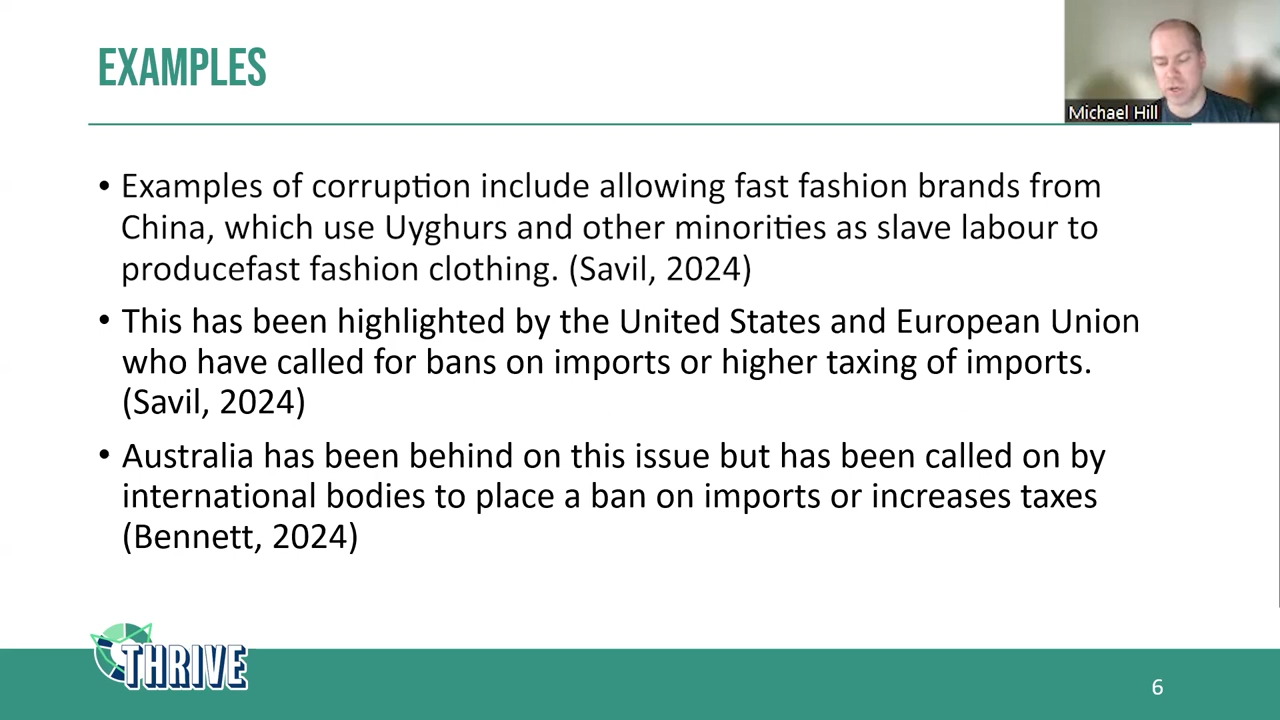 EXAMPLES
Michael Hill
• Examples of corruption include allowing fast fashion brands from
China, which use Uyghurs and other minorities as slave labour to
producefast fashion clothing. (Savil, 2024)
• This has been highlighted by the United States and European Union
who have called for bans on imports or higher taxing of imports.
(Savil, 2024)
• Australia has been behind on this issue but has been called on by
international bodies to place a ban on imports or increases taxes
(Bennett, 2024)
THRIVE
6